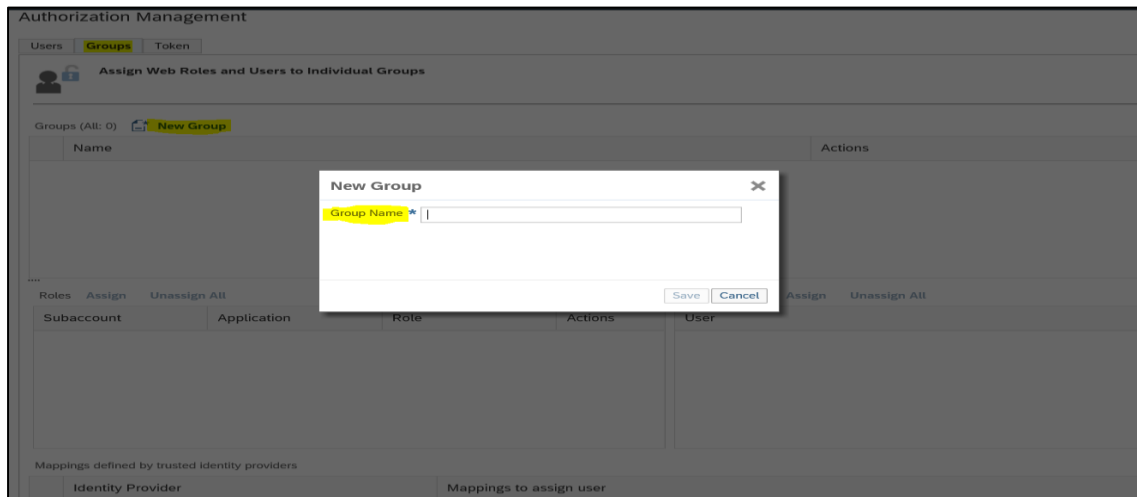 Authorization Management
Users Groups Token
Assign Web Roles and Users to Individual Groups
Groups (All: 0) New Group
Name Actions
New Group
Group Name *
Save Cancel
Roles Assign Unassign All Assign Unassign All
Subaccount Application Role Actions User
Mappings defined by trusted identity providers
Identity Provider Mappings to assign user